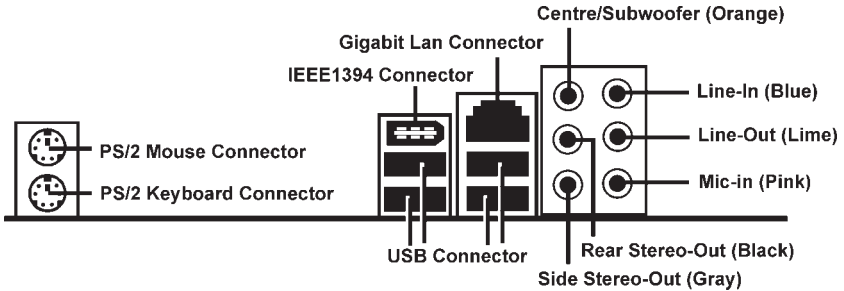 Centre/Subwoofer (Orange)
Gigabit Lan Connector
IEEE1394 Connector
Line-In (Blue)
Line-Out (Lime)
PS/2 Mouse Connector
Mic-in (Pink)
PS/2 Keyboard Connector
USB Connector
Rear Stereo-Out (Black)
Side Stereo-Out (Gray)